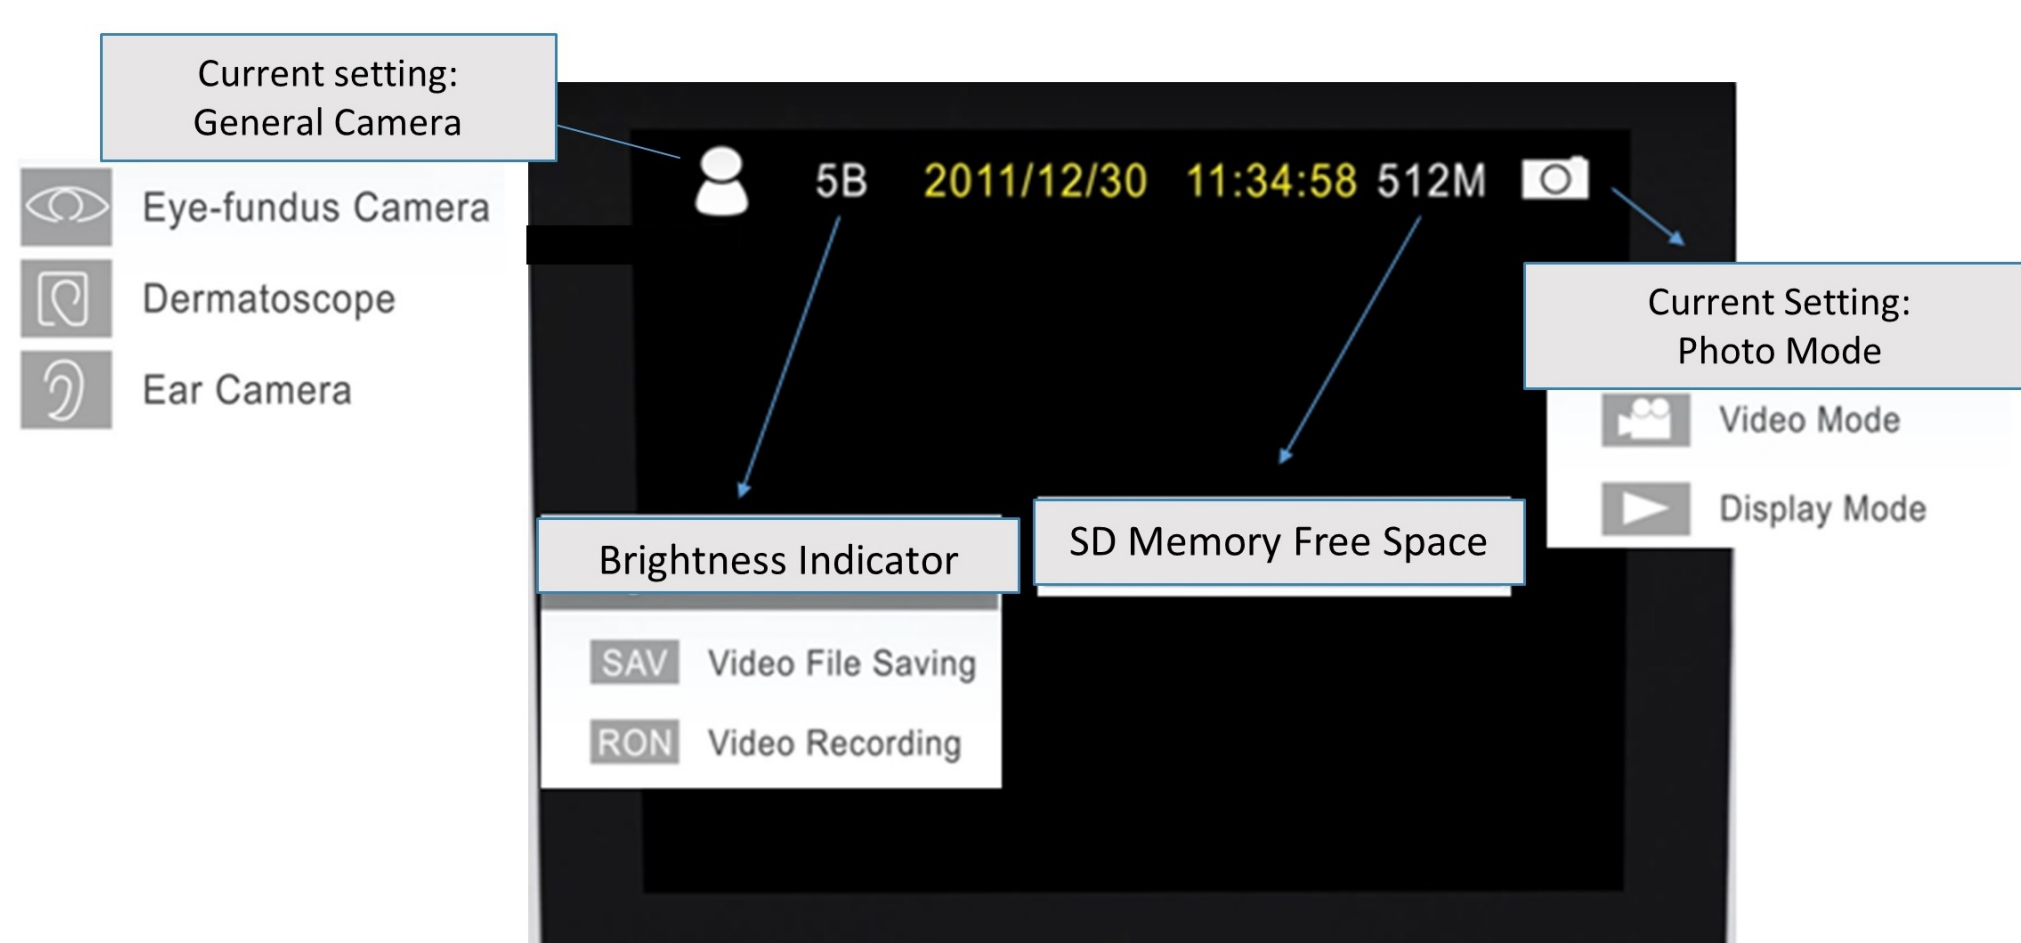 Current setting:
General Camera
Eye-fundus Camera
Dermatoscope
Ear Camera
5B 2011/12/30 11:34:58 512M
Current Setting:
Photo Mode
Video Mode
Display Mode
Brightness Indicator
SD Memory Free Space
SAV Video File Saving
RON Video Recording